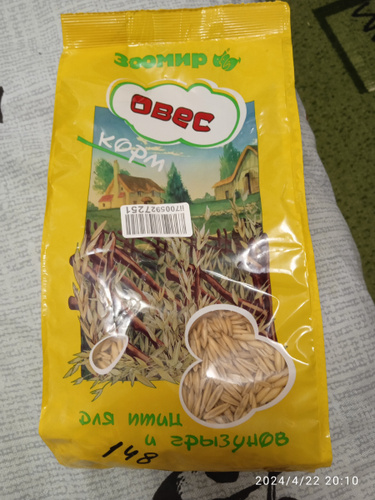 ЗООМИР
ОВЕС
КОРМ
для птиц
и грызунов
148
2024/4/22 20:10